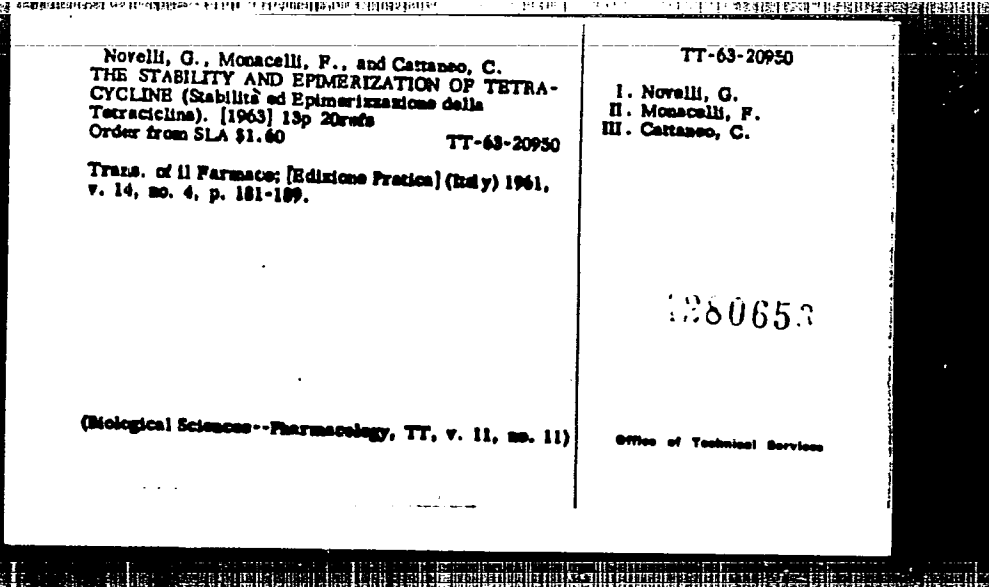 Novelli, G., Monacelli, F., and Cattaneo, C.
THE STABILITY AND EPIMERIZATION OF TETRA-
CYCLINE (Stabilità ed Epimerizzazione della
Tetraciclina). [1963] 13p 20refs
Order from SLA $1.60 TT-63-20950
Trans. of Il Farmaco; [Edizione Pratica] (Italy) 1961,
v. 14, no. 4, p. 181-189.
(Biological Sciences--Pharmacology, TT, v. 11, no. 11)
TT-63-20950
I. Novelli, G.
II. Monacelli, F.
III. Cattaneo, C.
Office of Technical Services